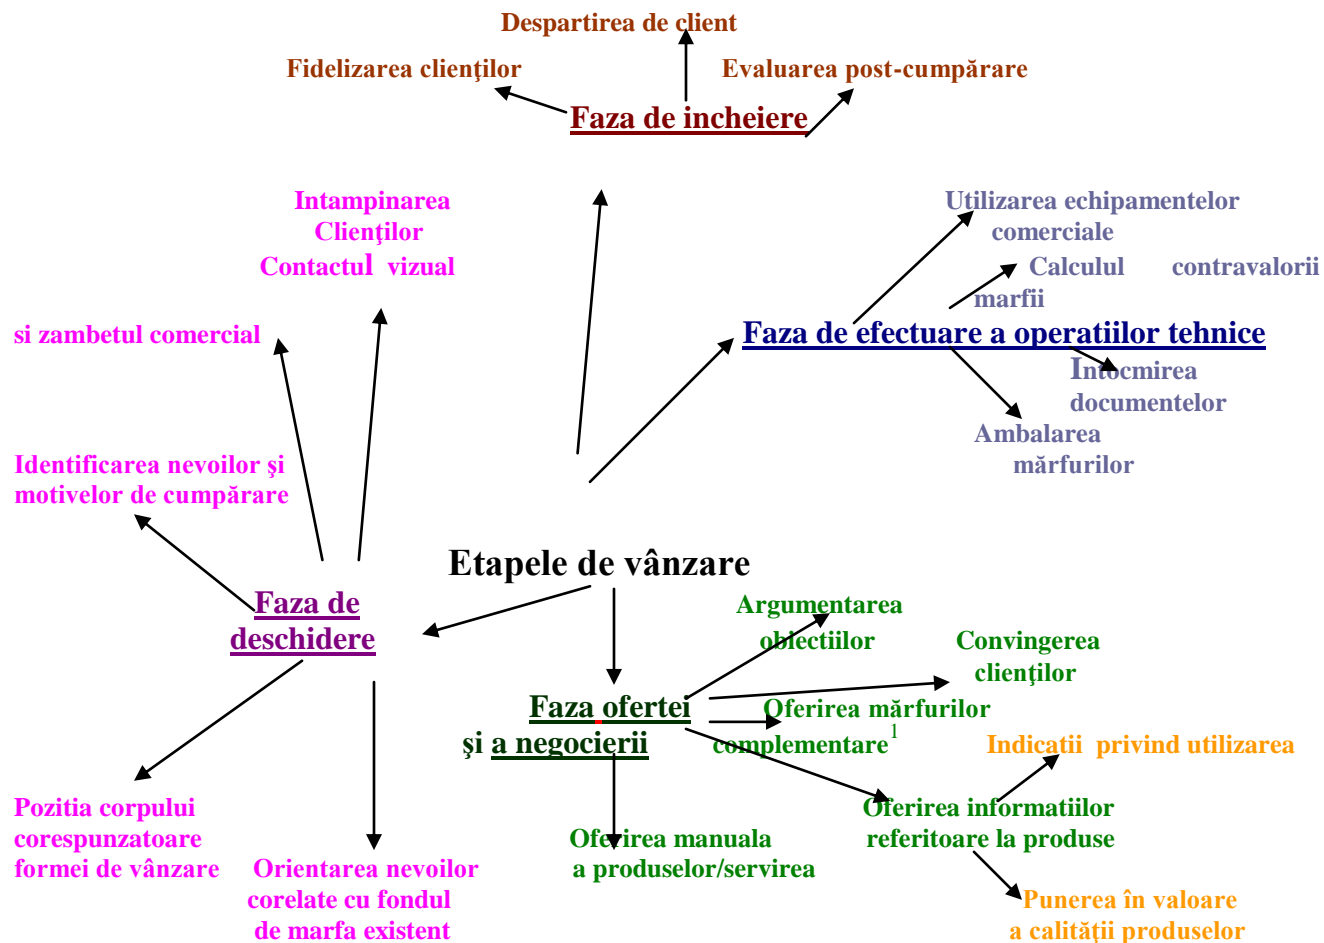 Despartirea de client
Fidelizarea clienţilor
Evaluarea post-cumpărare
Faza de incheiere
Intampinarea
Clienţilor
Contactul vizual
si zambetul comercial
Utilizarea echipamentelor
comerciale
Calculul contravalorii
marfii
Faza de efectuare a operatiilor tehnice
Intocmirea
documentelor
Ambalarea
mărfurilor
Identificarea nevoilor şi
motivelor de cumpărare
Etapele de vânzare
Faza de
deschidere
Argumentarea
obiectiilor
Convingerea
clienţilor
Faza ofertei
şi a negocierii
Oferirea mărfurilor
complementare1
Indicatii privind utilizarea
Pozitia corpului
corespunzatoare
formei de vânzare
Orientarea nevoilor
corelate cu fondul
de marfa existent
Oferirea manuala
a produselor/servirea
Oferirea informatiilor
referitoare la produse
Punerea în valoare
a calităţii produselor